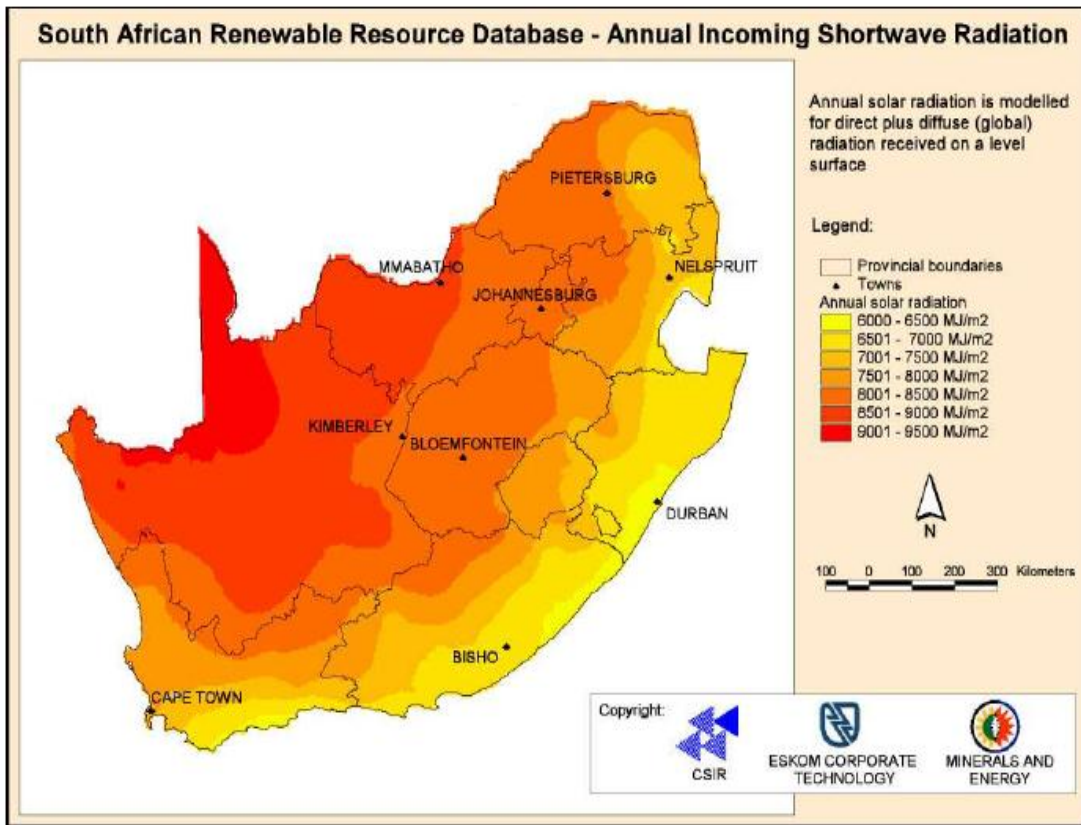 South African Renewable Resource Database - Annual Incoming Shortwave Radiation
Annual solar radiation is modelled
for direct plus diffuse (global)
radiation received on a level
surface
Legend:
Provincial boundaries
Towns
Annual solar radiation
6000 - 6500 MJ/m2
6501 - 7000 MJ/m2
7001 - 7500 MJ/m2
7501 - 8000 MJ/m2
8001 - 8500 MJ/m2
8501 - 9000 MJ/m2
9001 - 9500 MJ/m2
N
100 0 100 200 300 Kilometers
PIETERSBURG
MMABATHO
NELSPRUIT
JOHANNESBURG
KIMBERLEY
BLOEMFONTEIN
DURBAN
BISHO
CAPE TOWN
Copyright:
CSIR
ESKOM CORPORATE
TECHNOLOGY
MINERALS AND
ENERGY